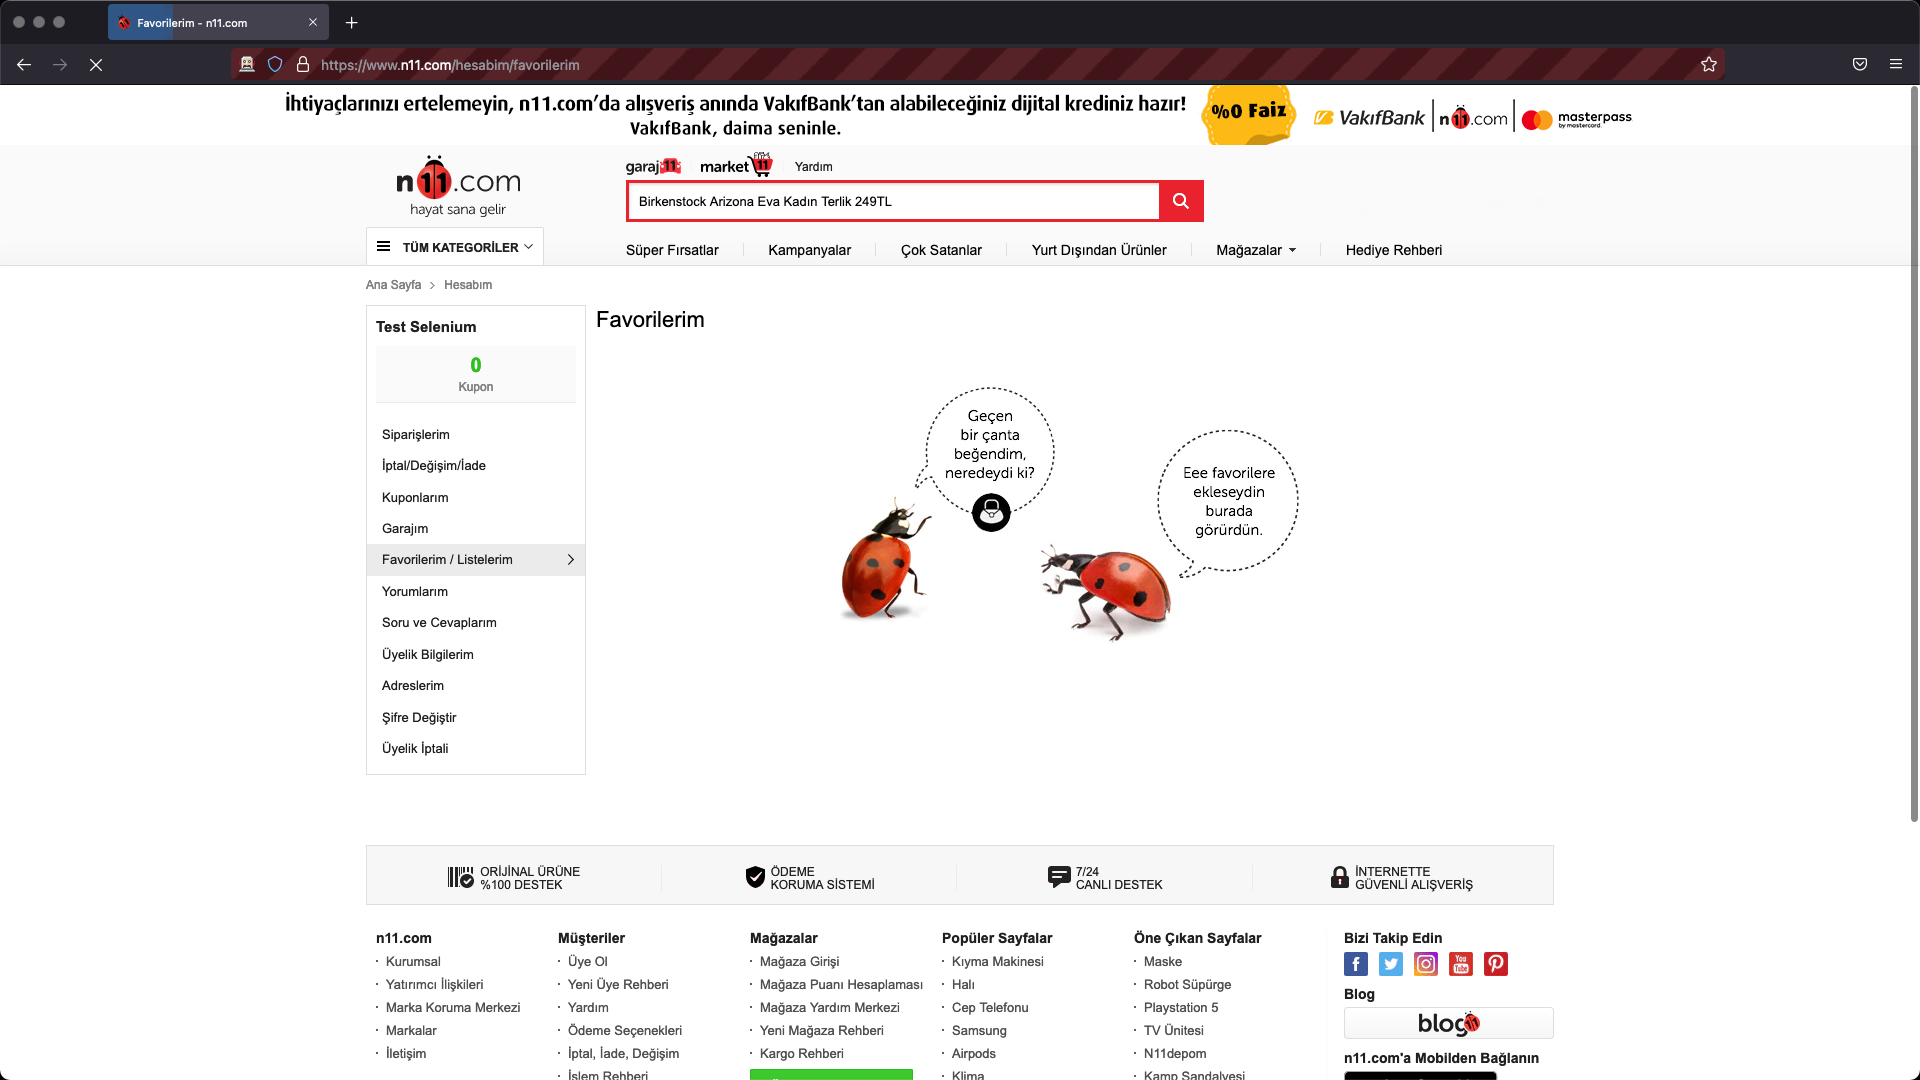 Favorilerim - n11.com
https://www.n11.com/hesabim/favorilerim
İhtiyaçlarınızı ertelemeyin, n11.com'da alışveriş anında VakıfBank'tan alabileceğiniz dijital krediniz hazır!
VakıfBank, daima seninle.
%0 Faiz
VakıfBank
n11.com
masterpass
by mastercard.
n11.com
hayat sana gelir
garaj11
market11
Yardım
Birkenstock Arizona Eva Kadın Terlik 249TL
TÜM KATEGORİLER
Süper Fırsatlar
Kampanyalar
Çok Satanlar
Yurt Dışından Ürünler
Mağazalar
Hediye Rehberi
Ana Sayfa > Hesabım
Test Selenium
0
Kupon
Siparişlerim
İptal/Değişim/İade
Kuponlarım
Garajım
Favorilerim / Listelerim
Yorumlarım
Soru ve Cevaplarım
Üyelik Bilgilerim
Adreslerim
Şifre Değiştir
Üyelik İptali
Favorilerim
Geçen
bir çanta
beğendim,
neredeydi ki?
Eee favorilere
ekleseydin
burada
görürdün.
ORİJİNAL ÜRÜNE
%100 DESTEK
ÖDEME
KORUMA SİSTEMİ
7/24
CANLI DESTEK
İNTERNETTE
GÜVENLİ ALIŞVERİŞ
n11.com
Kurumsal
Yatırımcı İlişkileri
Marka Koruma Merkezi
Markalar
İletişim
Müşteriler
Üye Ol
Yeni Üye Rehberi
Yardım
Ödeme Seçenekleri
İptal, İade, Değişim
İşlem Rehberi
Mağazalar
Mağaza Girişi
Mağaza Puanı Hesaplaması
Mağaza Yardım Merkezi
Yeni Mağaza Rehberi
Kargo Rehberi
Popüler Sayfalar
Kıyma Makinesi
Halı
Cep Telefonu
Samsung
Airpods
Klima
Öne Çıkan Sayfalar
Maske
Robot Süpürge
Playstation 5
TV Ünitesi
N11depom
Kamp Sandalyesi
Bizi Takip Edin
You
Tube
Blog
blog
n11.com'a Mobilden Bağlanın